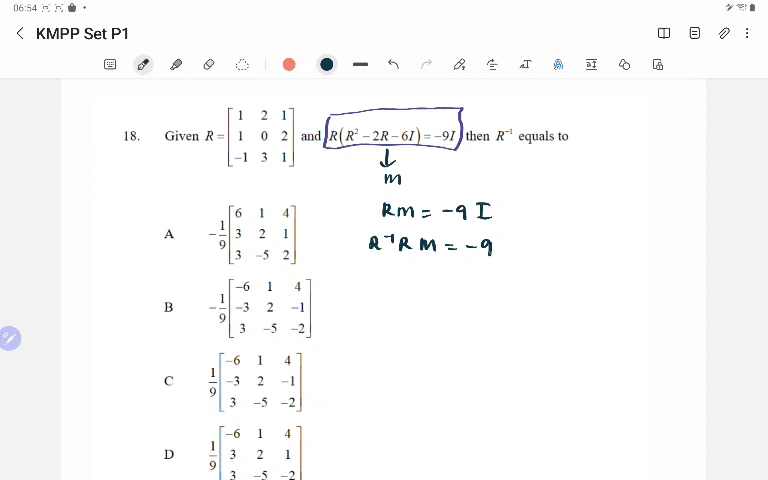 06:54
KMPP Set P1
18. Given R = [1 2 1; 1 0 2; -1 3 1] and R(R² − 2R − 6I) = −9I then R⁻¹ equals to
m
Rm = -9 I
R⁻¹R M = -9
A −1/9 [6 1 4; 3 2 1; 3 −5 2]
B −1/9 [−6 1 4; −3 2 −1; 3 −5 −2]
C 1/9 [−6 1 4; −3 2 −1; 3 −5 −2]
D 1/9 [−6 1 4; 3 2 1; 3 −5 −2]